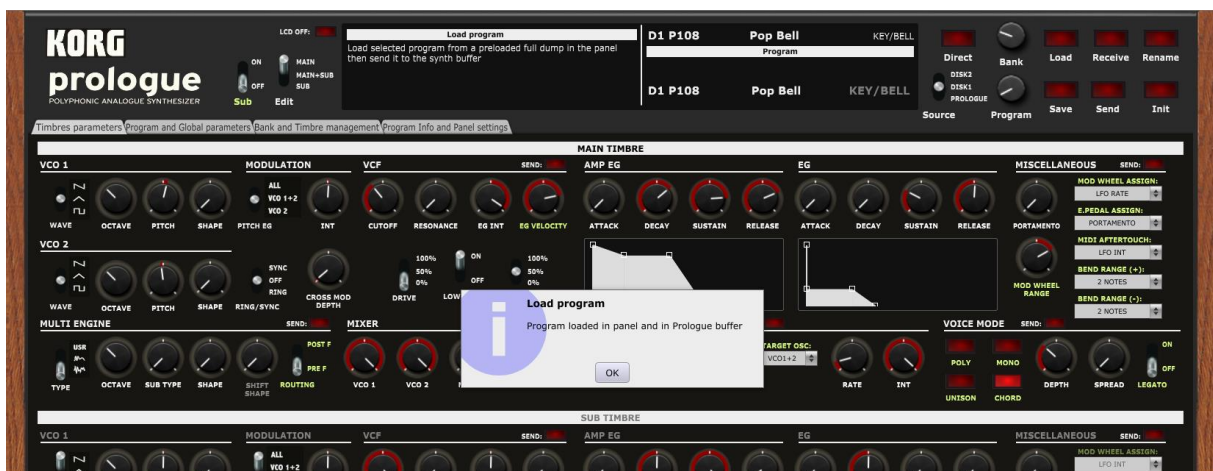 KORG
prologue
POLYPHONIC ANALOGUE SYNTHESIZER
LCD OFF:
ON
OFF
Sub
MAIN
MAIN+SUB
SUB
Edit
Load program
Load selected program from a preloaded full dump in the panel
then send it to the synth buffer
D1 P108 Pop Bell KEY/BELL
Program
D1 P108 Pop Bell KEY/BELL
Direct
Bank
Load
Receive
Rename
DISK2
DISK1
PROLOGUE
Source
Program
Save
Send
Init
Timbres parameters
Program and Global parameters
Bank and Timbre management
Program Info and Panel settings
MAIN TIMBRE
VCO 1
MODULATION
VCF
SEND:
AMP EG
EG
MISCELLANEOUS
SEND:
ALL
VCO 1+2
VCO 2
WAVE
OCTAVE
PITCH
SHAPE
PITCH EG
INT
CUTOFF
RESONANCE
EG INT
EG VELOCITY
ATTACK
DECAY
SUSTAIN
RELEASE
ATTACK
DECAY
SUSTAIN
RELEASE
PORTAMENTO
MOD WHEEL ASSIGN:
LFO RATE
E.PEDAL ASSIGN:
PORTAMENTO
MIDI AFTERTOUCH:
LFO INT
BEND RANGE (+):
2 NOTES
BEND RANGE (-):
2 NOTES
MOD WHEEL
RANGE
VCO 2
WAVE
OCTAVE
PITCH
SHAPE
SYNC
OFF
RING
RING/SYNC
CROSS MOD
DEPTH
100%
50%
0%
DRIVE
ON
OFF
LOW
100%
50%
0%
Load program
Program loaded in panel and in Prologue buffer
OK
MULTI ENGINE
SEND:
USR
TYPE
OCTAVE
SUB TYPE
SHAPE
SHIFT
SHAPE
POST F
PRE F
ROUTING
MIXER
VCO 1
VCO 2
TARGET OSC:
VCO1+2
RATE
INT
VOICE MODE
SEND:
POLY
MONO
UNISON
CHORD
DEPTH
SPREAD
ON
OFF
LEGATO
SUB TIMBRE
VCO 1
MODULATION
VCF
SEND:
AMP EG
EG
MISCELLANEOUS
SEND:
ALL
VCO 1+2
MOD WHEEL ASSIGN:
LFO INT